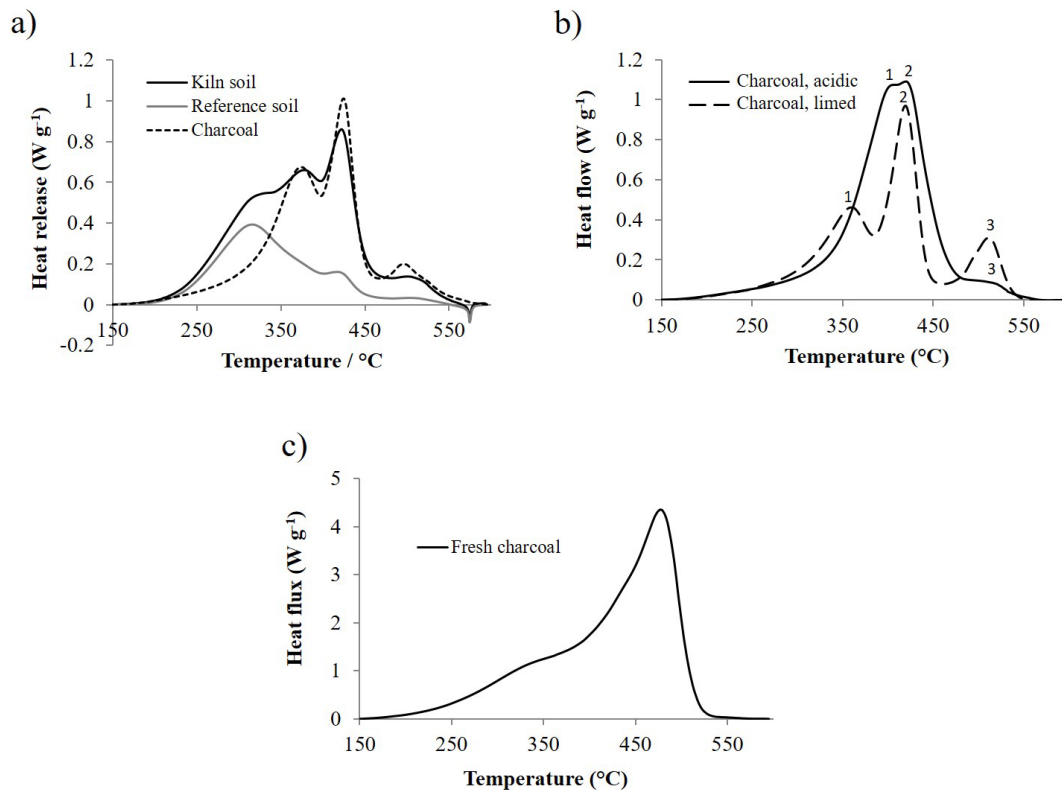 a)
1.2
1
0.8
0.6
0.4
0.2
0
-0.2
Heat release (W g-1)
Kiln soil
Reference soil
Charcoal
150
250
350
450
550
Temperature / °C
b)
1.2
1
0.8
0.6
0.4
0.2
0
Heat flow (W g-1)
Charcoal, acidic
Charcoal, limed
1
2
2
1
3
3
150
250
350
450
550
Temperature (°C)
c)
5
4
3
2
1
0
Heat flux (W g-1)
Fresh charcoal
150
250
350
450
550
Temperature (°C)